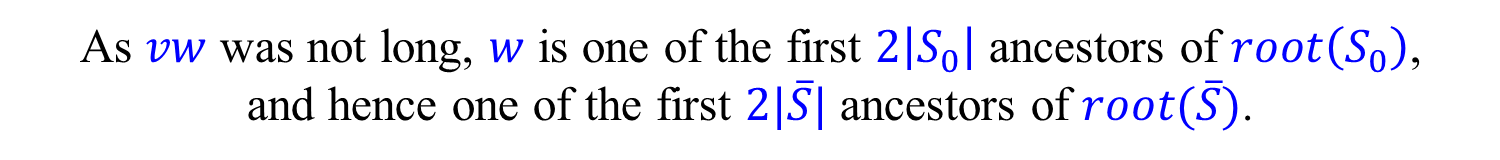 As 𝑣𝑤 was not long, 𝑤 is one of the first 2|𝑆₀| ancestors of 𝑟𝑜𝑜𝑡(𝑆₀),
and hence one of the first 2|𝑆̄| ancestors of 𝑟𝑜𝑜𝑡(𝑆̄).